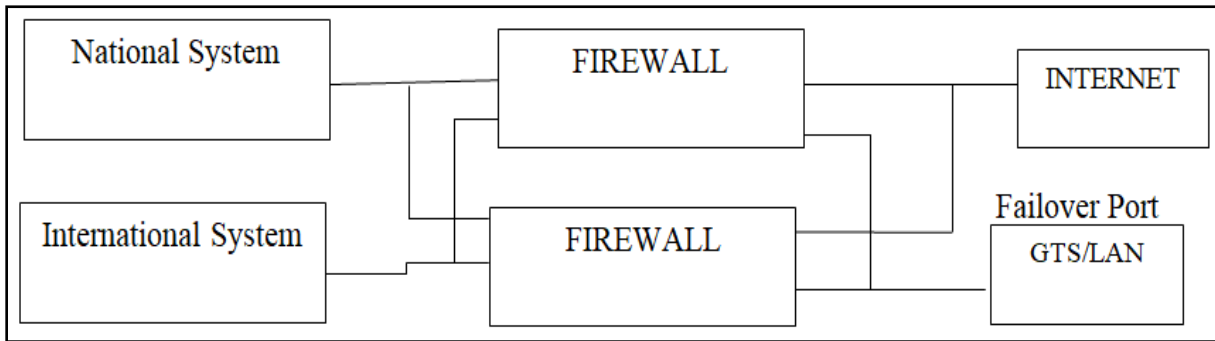 National System
FIREWALL
INTERNET
International System
FIREWALL
Failover Port
GTS/LAN